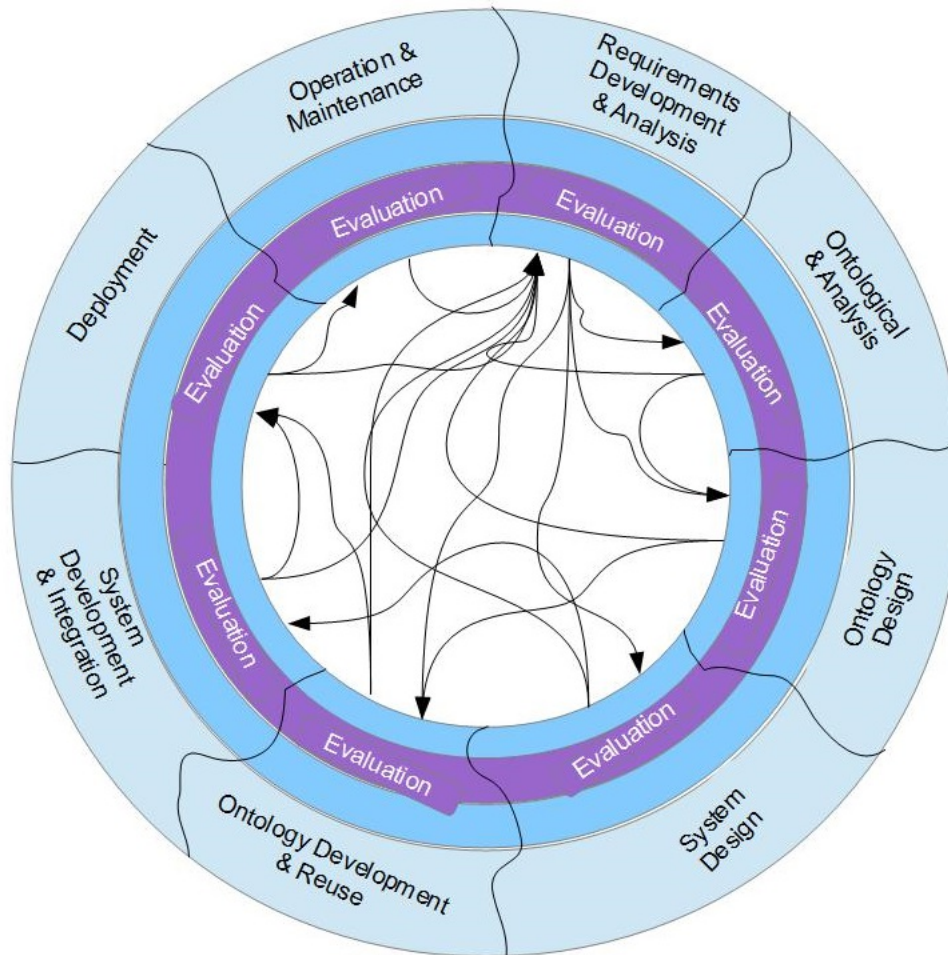 Requirements
Development
& Analysis
Ontological
& Analysis
Ontology
Design
System
Design
Ontology Development
& Reuse
System
Development
& Integration
Deployment
Operation &
Maintenance
Evaluation
Evaluation
Evaluation
Evaluation
Evaluation
Evaluation
Evaluation
Evaluation